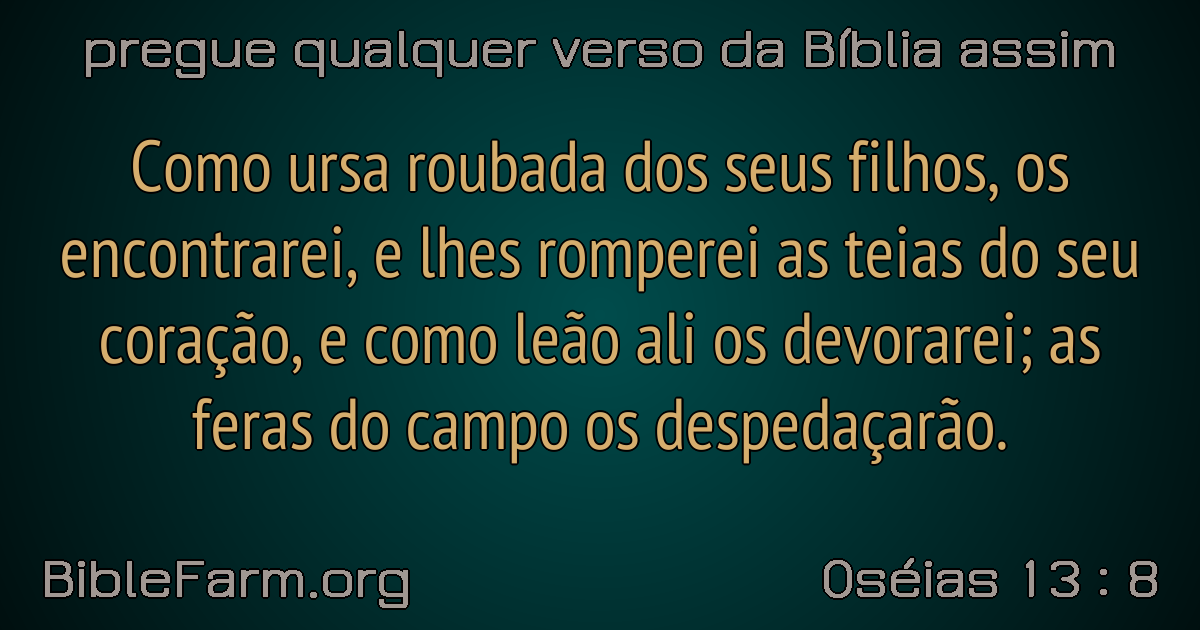 pregue qualquer verso da Bíblia assim
Como ursa roubada dos seus filhos, os
encontrarei, e lhes romperei as teias do seu
coração, e como leão ali os devorarei; as
feras do campo os despedaçarão.
BibleFarm.org
Oséias 13 : 8